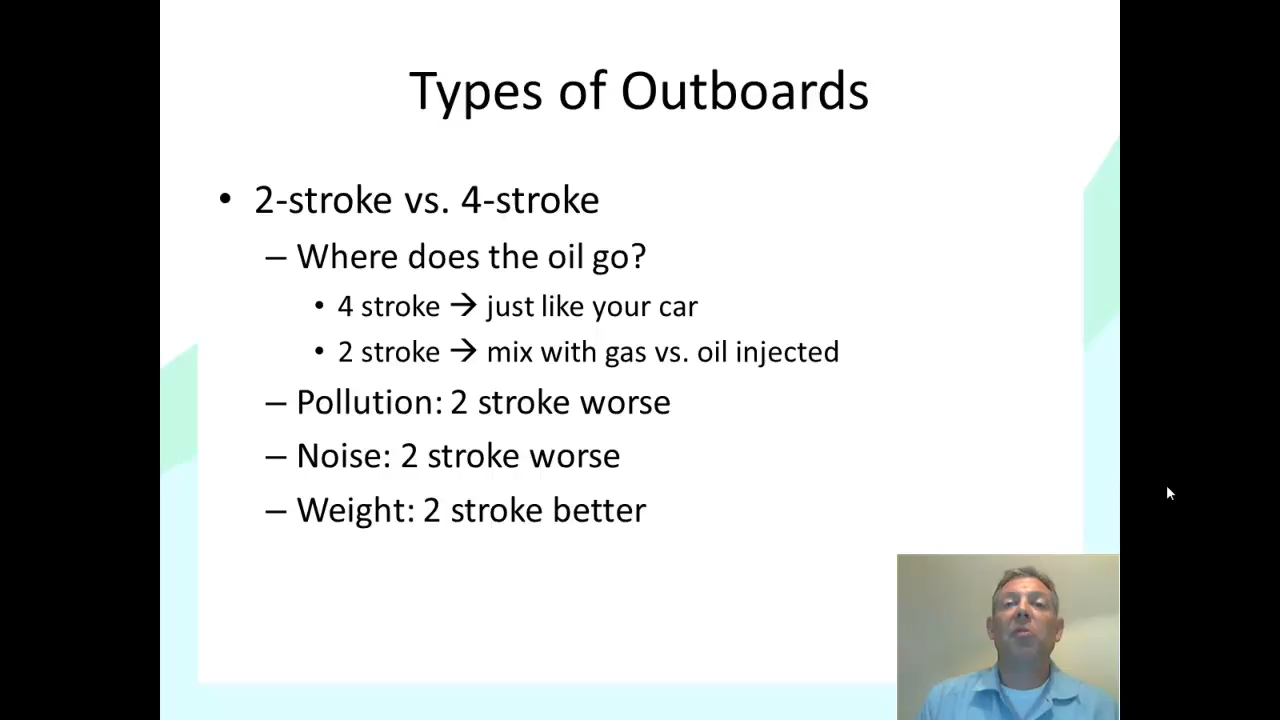 Types of Outboards
• 2-stroke vs. 4-stroke
– Where does the oil go?
• 4 stroke → just like your car
• 2 stroke → mix with gas vs. oil injected
– Pollution: 2 stroke worse
– Noise: 2 stroke worse
– Weight: 2 stroke better